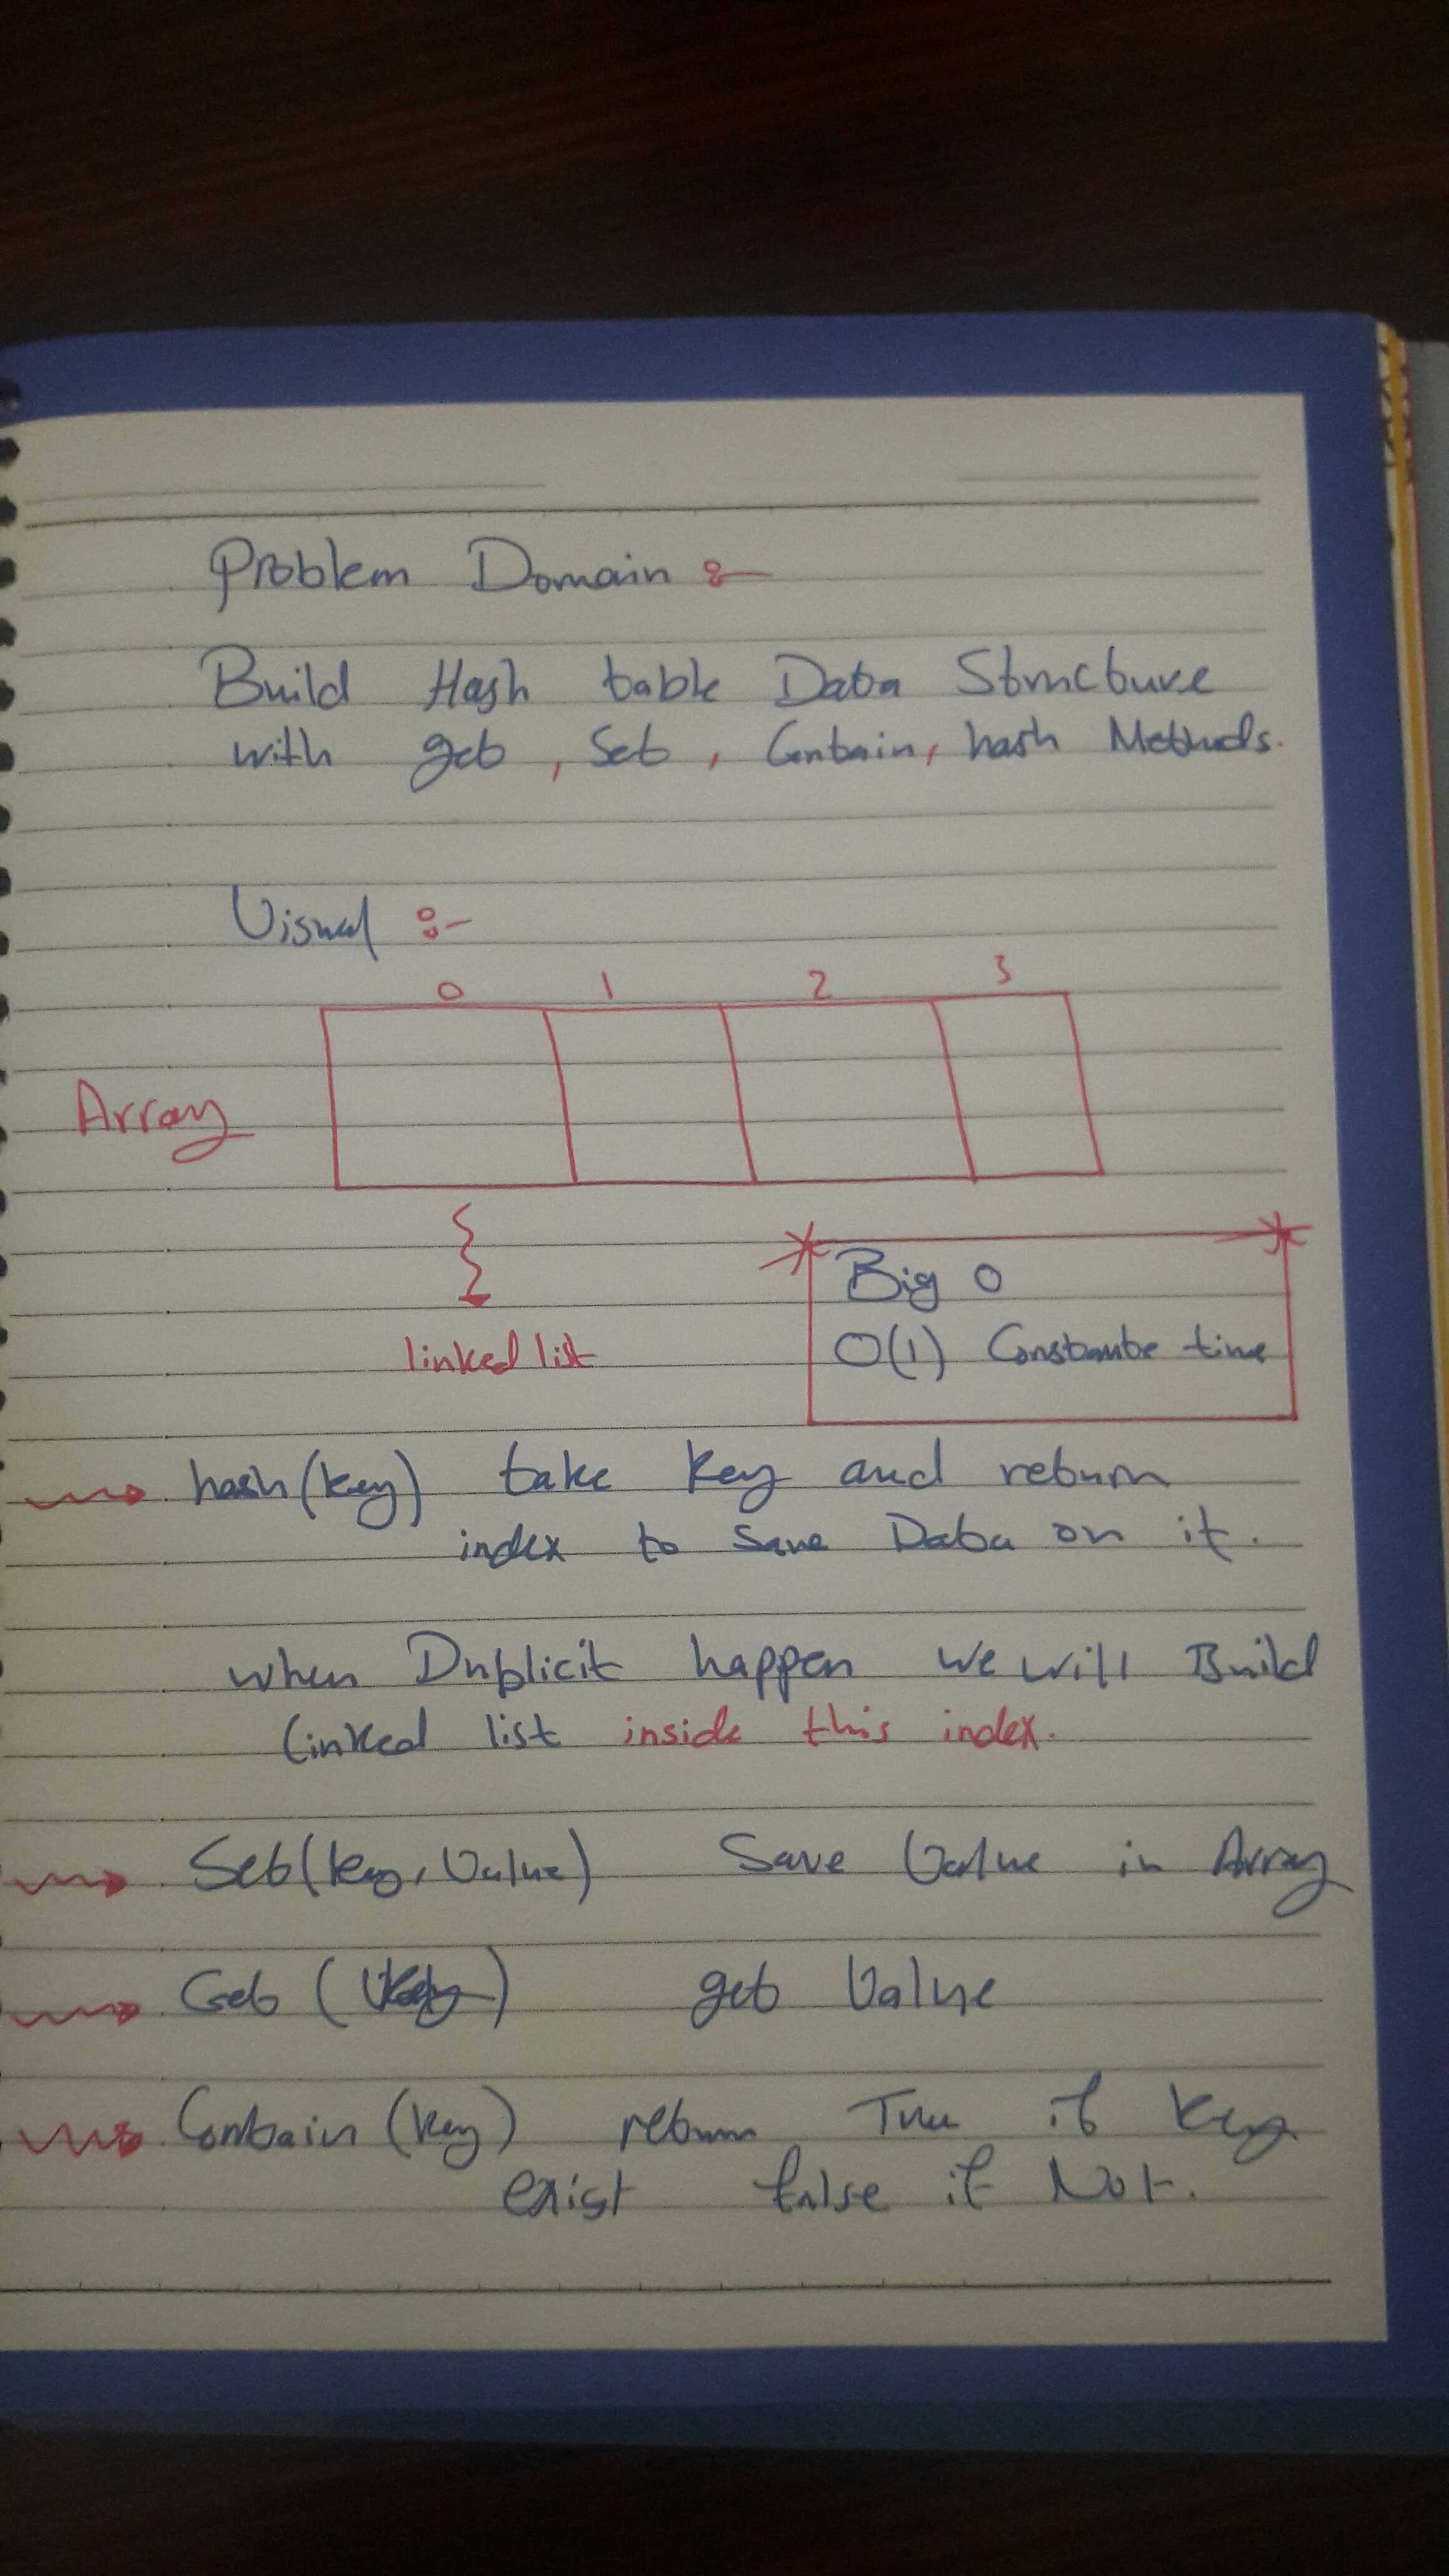 Problem Domain :-
Build Hash table Data Structure
with get, Set, Contain, hash Methods.
Visual :-
0 1 2 3
Array
linked list
Big O
O(1) Constante time
hash(key) take key and return
index to save Data on it.
when Duplicit happen we will Build
linked list inside this index.
Set(key, Value) Save Value in Array
Get ( ) get Value
Contain (key) return True if key
exist false if Not.